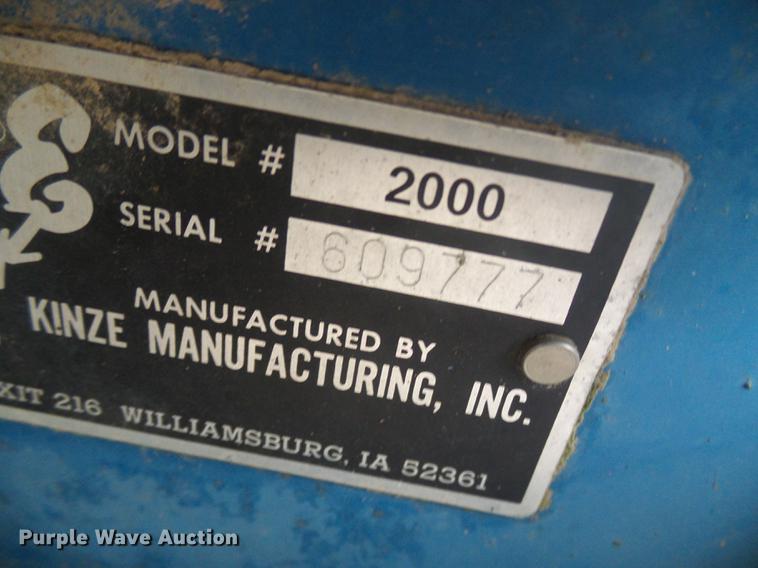 MODEL # 2000
SERIAL # 609777
MANUFACTURED BY
KINZE MANUFACTURING, INC.
XIT 216 WILLIAMSBURG, IA 52361
Purple Wave Auction